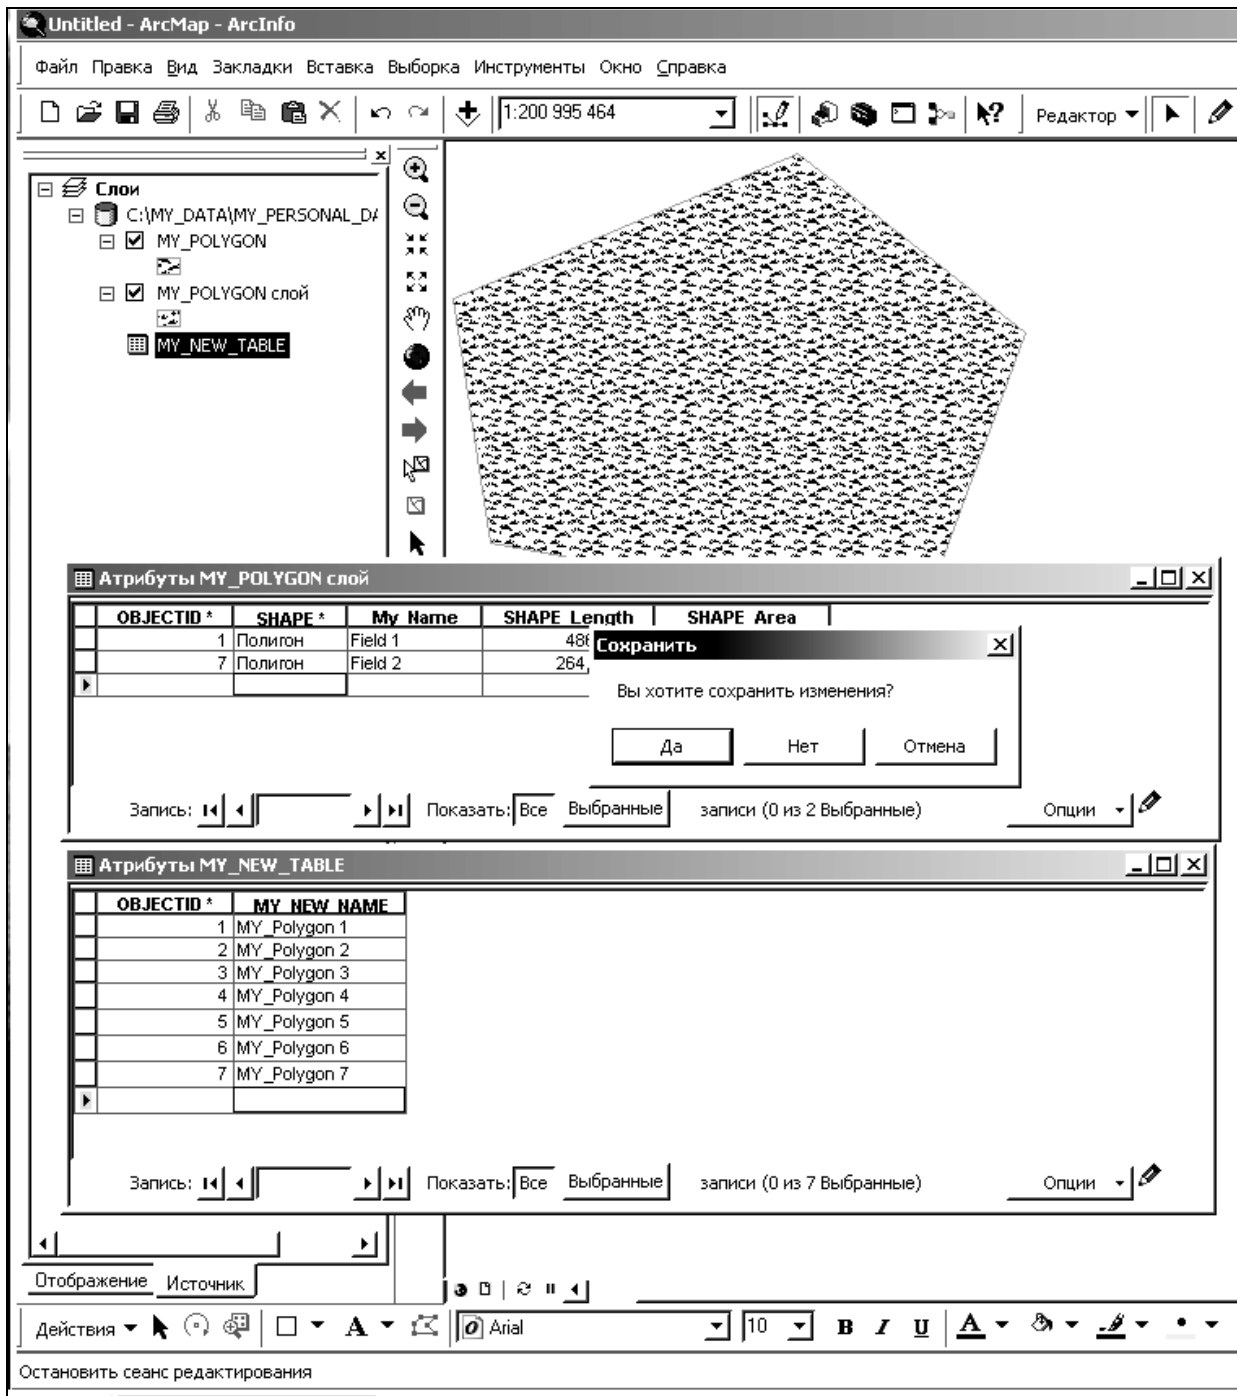 Untitled - ArcMap - ArcInfo
Файл Правка Вид Закладки Вставка Выборка Инструменты Окно Справка
1:200 995 464
Редактор
Слои
C:\MY_DATA\MY_PERSONAL_DA
MY_POLYGON
MY_POLYGON слой
MY_NEW_TABLE
Атрибуты MY_POLYGON слой
OBJECTID * SHAPE * My_Name SHAPE_Length SHAPE_Area
1 Полигон Field 1 486
7 Полигон Field 2 264,
Сохранить
Вы хотите сохранить изменения?
Да Нет Отмена
Запись: Показать: Все Выбранные записи (0 из 2 Выбранные) Опции
Атрибуты MY_NEW_TABLE
OBJECTID * MY_NEW_NAME
1 MY_Polygon 1
2 MY_Polygon 2
3 MY_Polygon 3
4 MY_Polygon 4
5 MY_Polygon 5
6 MY_Polygon 6
7 MY_Polygon 7
Запись: Показать: Все Выбранные записи (0 из 7 Выбранные) Опции
Отображение Источник
Действия A Arial 10 B I U A
Остановить сеанс редактирования